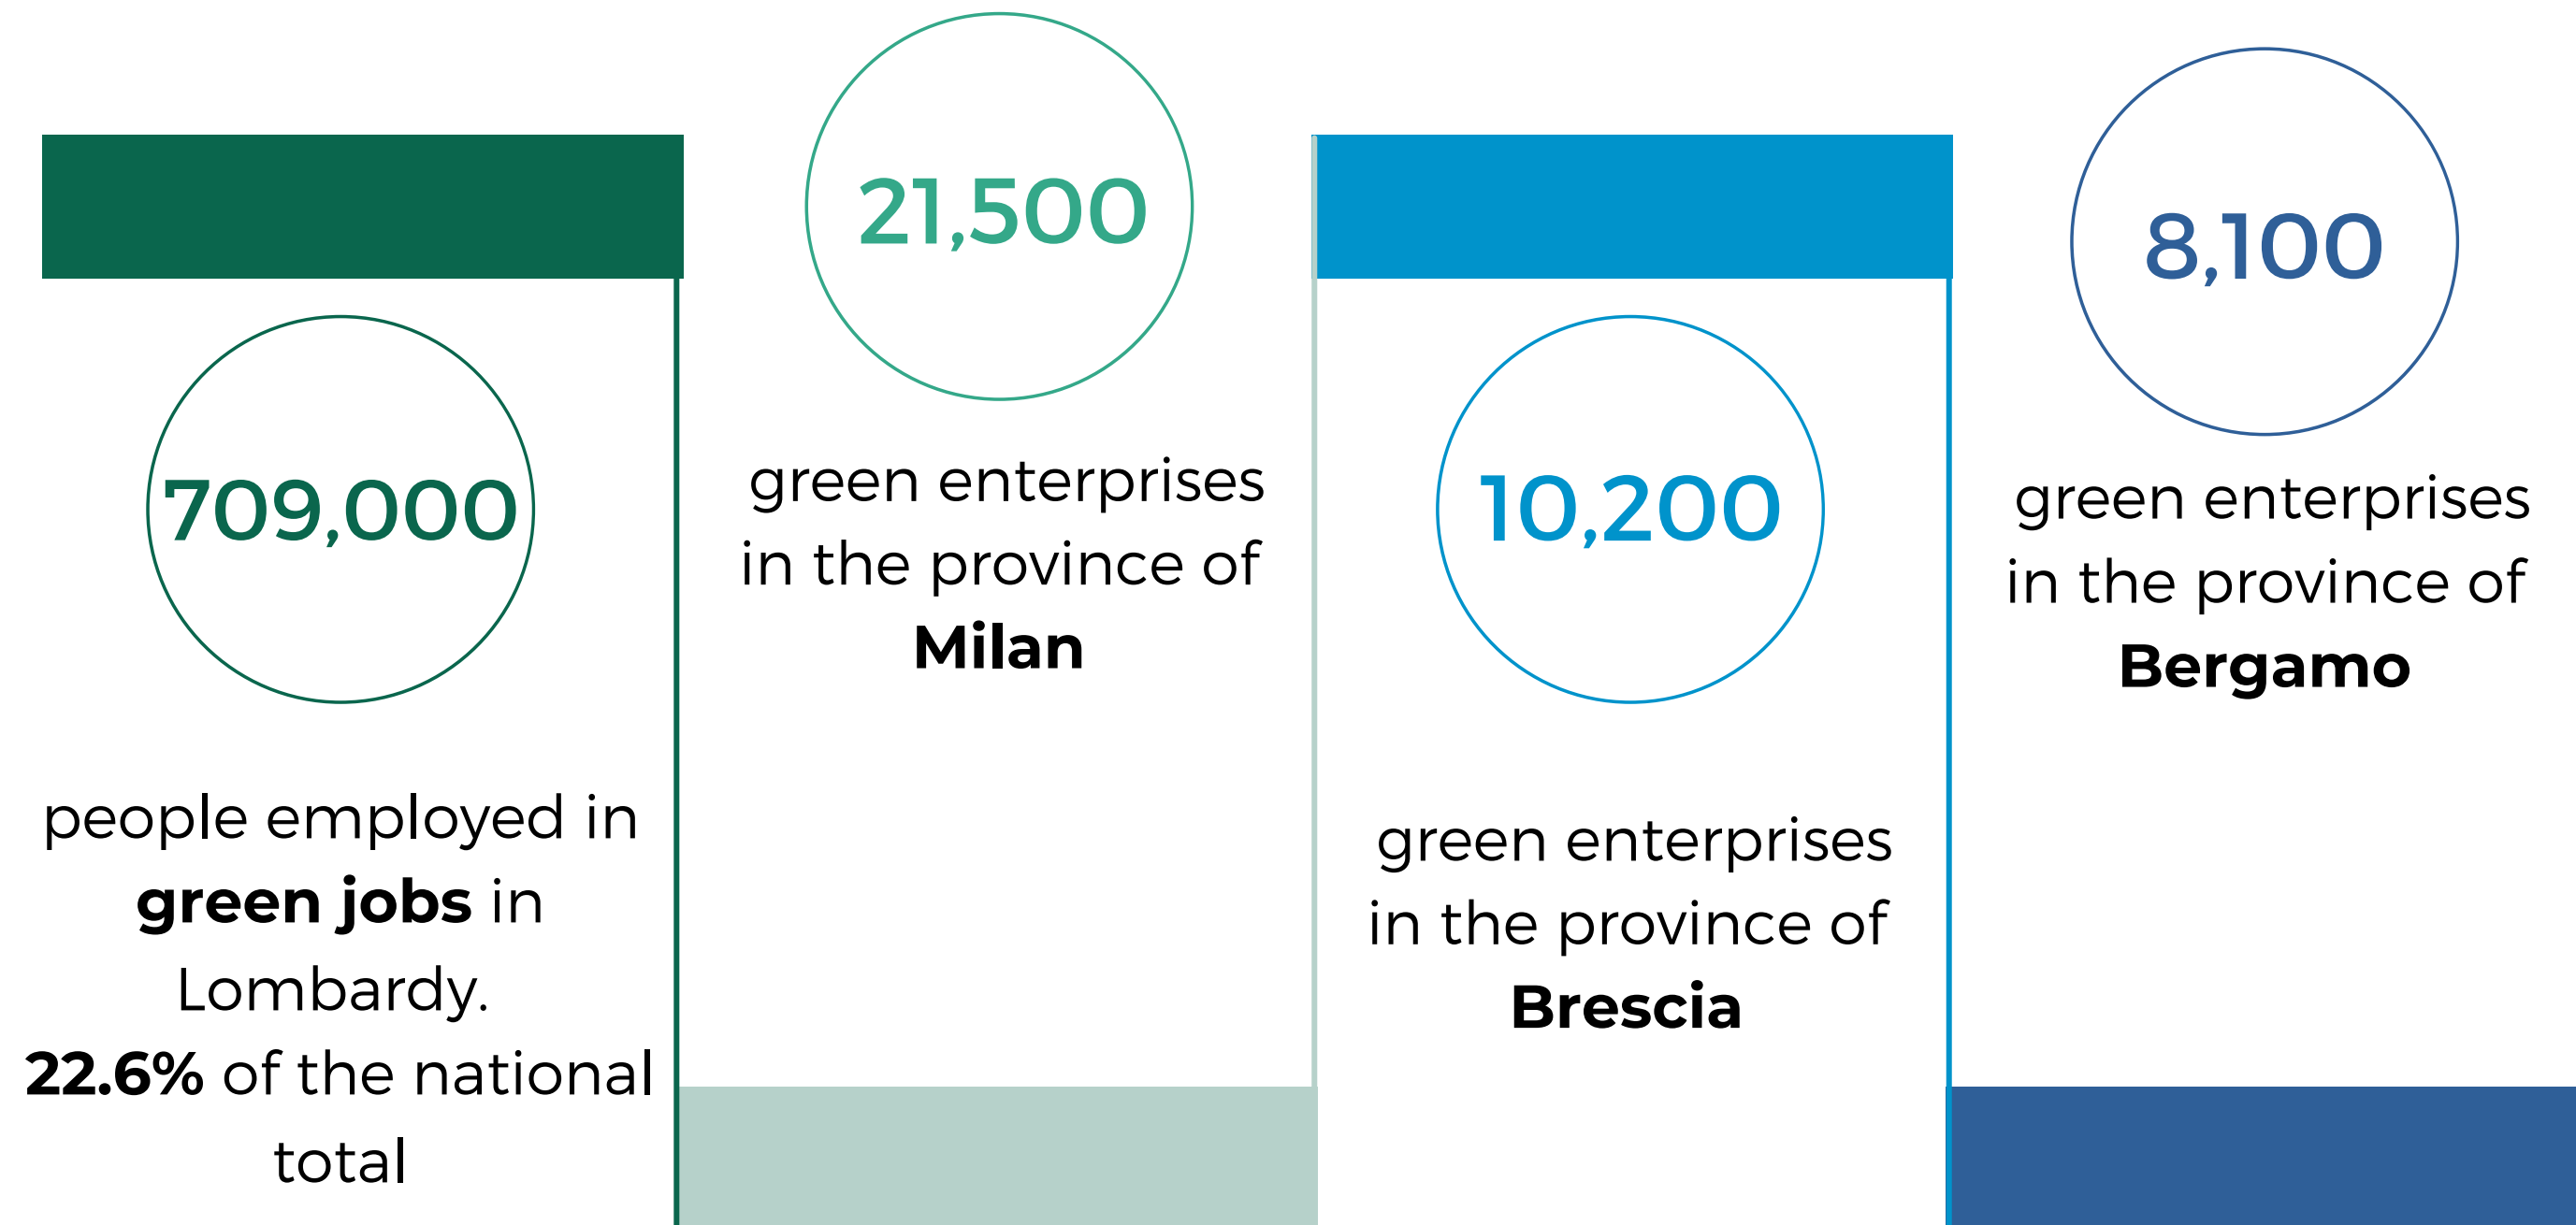 709,000
people employed in
green jobs in
Lombardy.
22.6% of the national
total
21,500
green enterprises
in the province of
Milan
10,200
green enterprises
in the province of
Brescia
8,100
green enterprises
in the province of
Bergamo